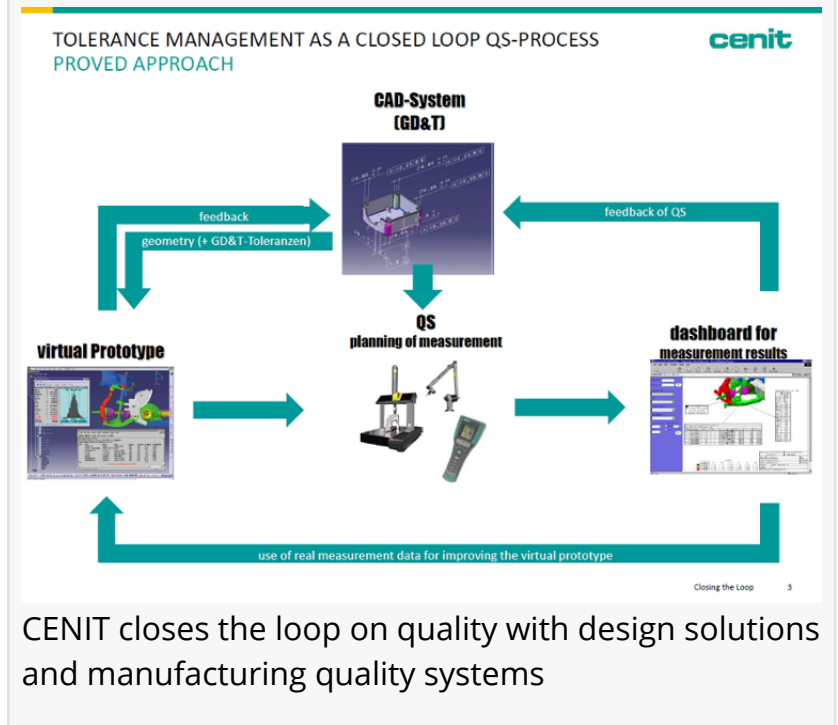 TOLERANCE MANAGEMENT AS A CLOSED LOOP QS-PROCESS
PROVED APPROACH
cenit
CAD-System
(GD&T)
feedback
geometry (+ GD&T-Toleranzen)
feedback of QS
virtual Prototype
QS
planning of measurement
dashboard for
measurement results
use of real measurement data for improving the virtual prototype
Closing the Loop 3
CENIT closes the loop on quality with design solutions
and manufacturing quality systems